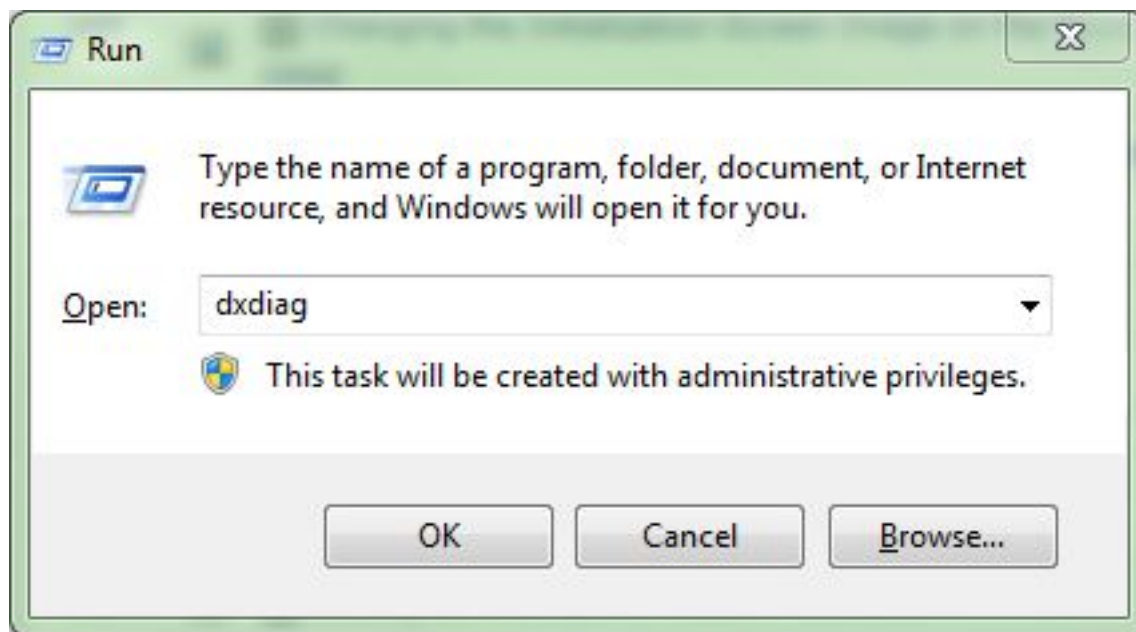 Run
Type the name of a program, folder, document, or Internet
resource, and Windows will open it for you.
Open: dxdiag
This task will be created with administrative privileges.
OK Cancel Browse...